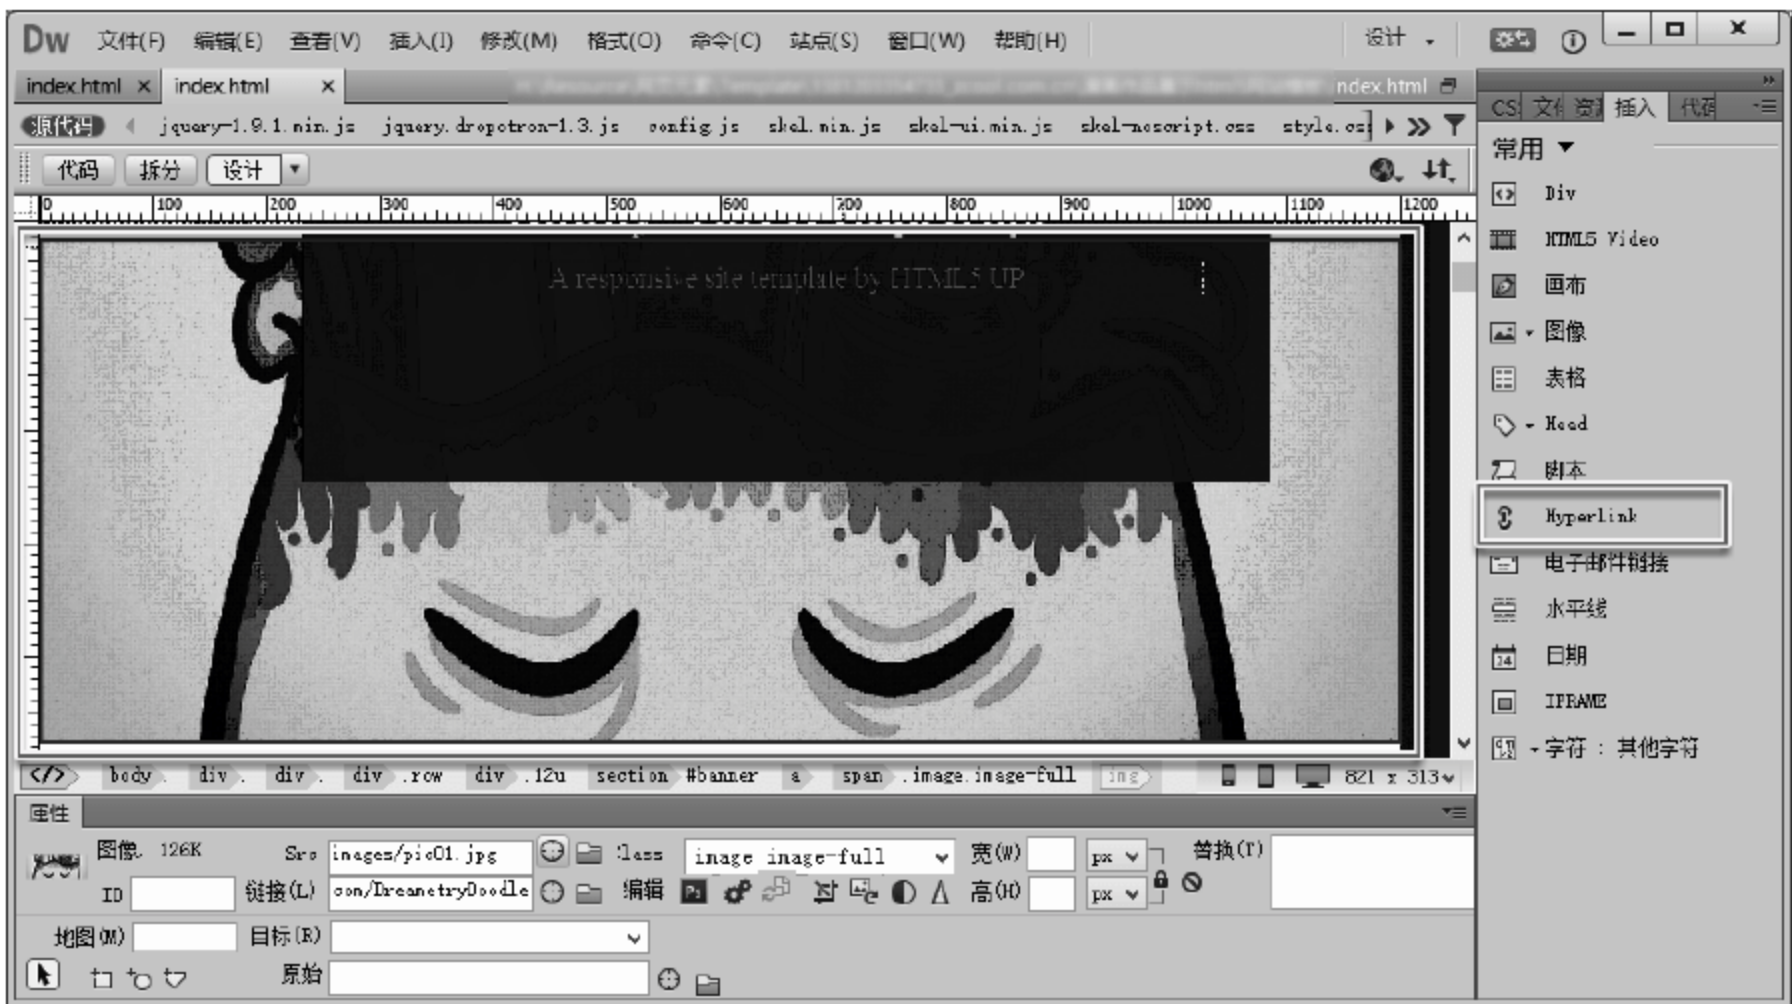 Dw 文件(F) 编辑(E) 查看(V) 插入(I) 修改(M) 格式(O) 命令(C) 站点(S) 窗口(W) 帮助(H) 设计
index.html × index.html × ndex.html
源代码 jquery-1.9.1.min.js jquery.dropotron-1.3.js config.js skel.min.js skel-ui.min.js skel-noscript.css style.css
代码 拆分 设计
0 100 200 300 400 500 600 700 800 900 1000 1100 1200
A responsive site template by HTML5 UP
</> body div div div .row div .12u section #banner a span .image.image-full img 821 x 313
属性
图像, 126K Src images/pic01.jpg Class image image-full 宽(W) px 替换(T)
ID 链接(L) com/DreametryDoodle 编辑 Ps 高(H) px
地图(M) 目标(R)
原始
CS 文件 资 插入 代码
常用
Div
HTML5 Video
画布
图像
表格
Head
脚本
Hyperlink
电子邮件链接
水平线
日期
IFRAME
字符 : 其他字符